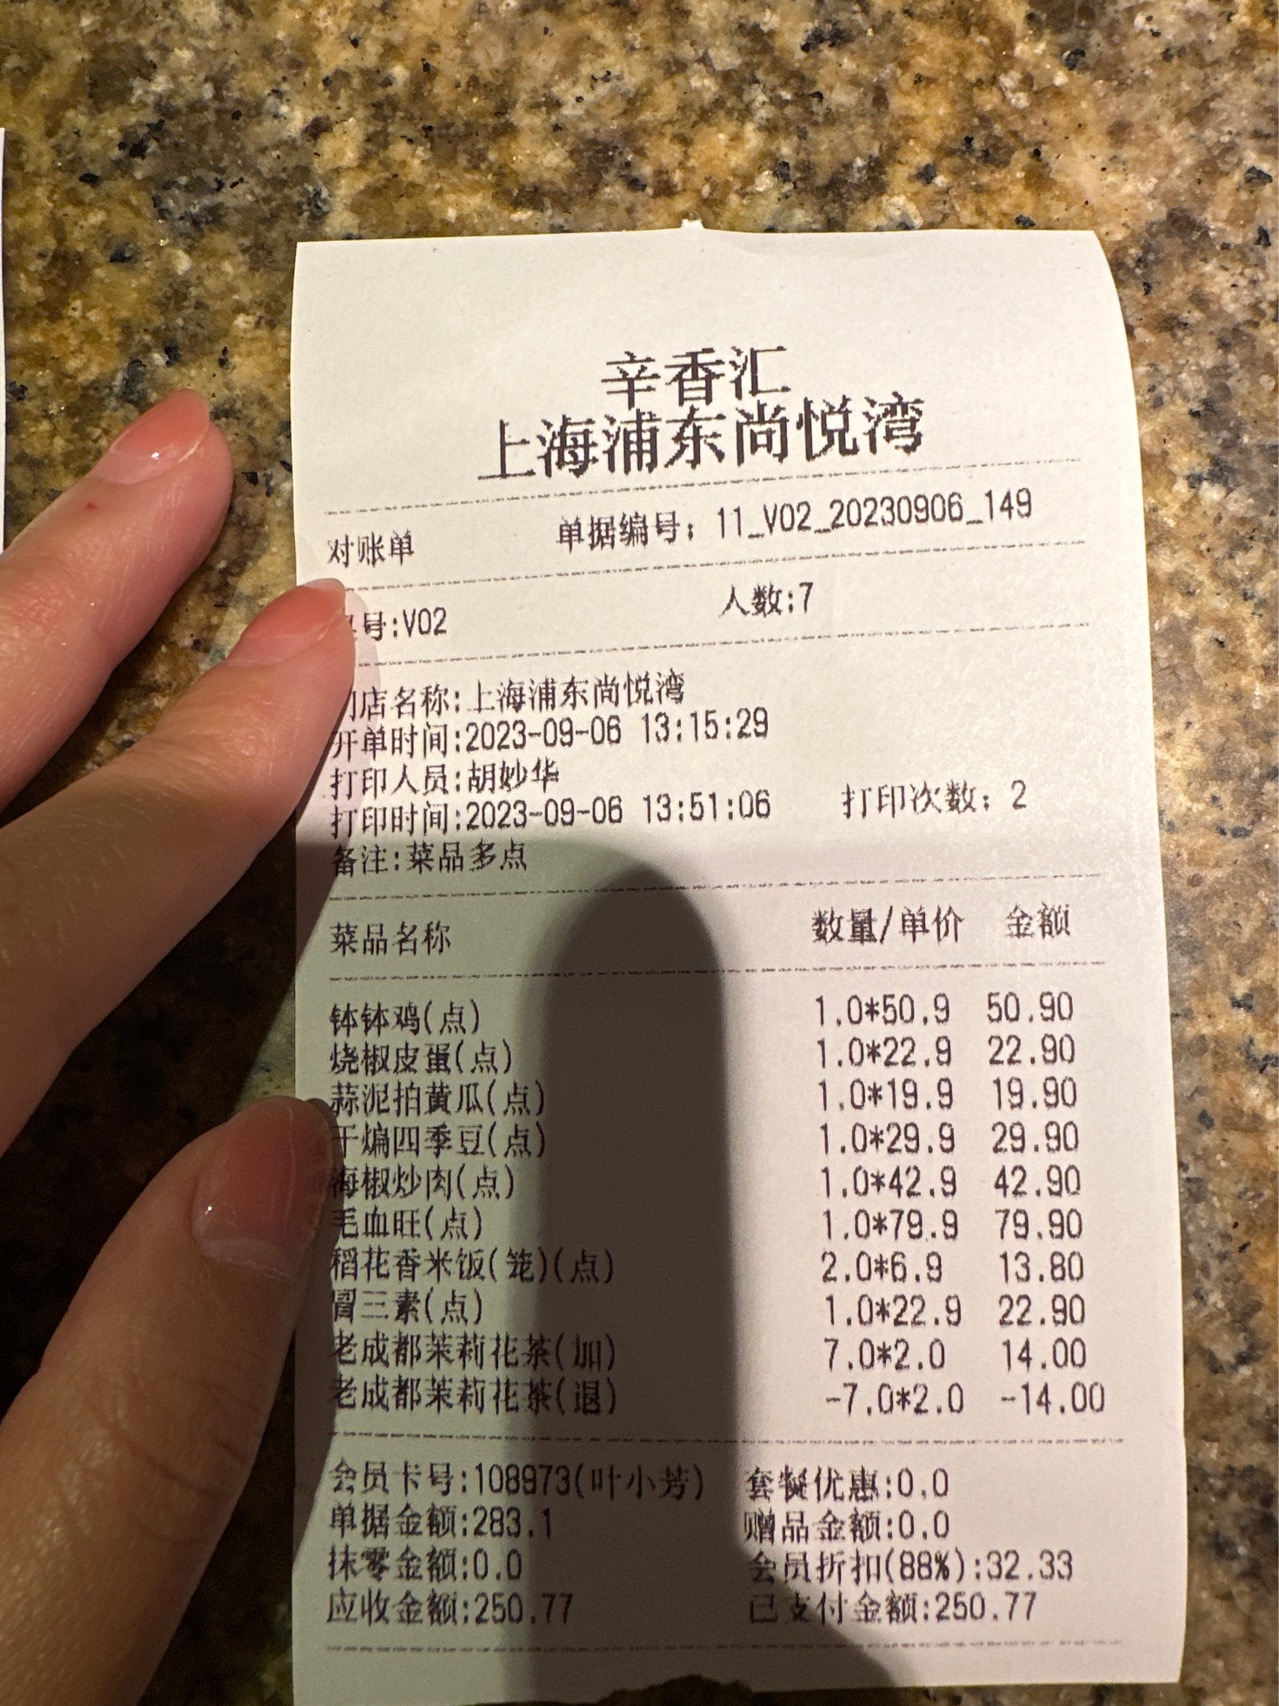 辛香汇
上海浦东尚悦湾
对账单 单据编号：11_V02_20230906_149
号:V02 人数:7
店名称:上海浦东尚悦湾
开单时间:2023-09-06 13:15:29
打印人员:胡妙华
打印时间:2023-09-06 13:51:06 打印次数：2
备注:菜品多点
菜品名称 数量/单价 金额
钵钵鸡(点) 1.0*50.9 50.90
烧椒皮蛋(点) 1.0*22.9 22.90
蒜泥拍黄瓜(点) 1.0*19.9 19.90
干煸四季豆(点) 1.0*29.9 29.90
海椒炒肉(点) 1.0*42.9 42.90
毛血旺(点) 1.0*79.9 79.90
稻花香米饭(笼)(点) 2.0*6.9 13.80
冒三素(点) 1.0*22.9 22.90
老成都茉莉花茶(加) 7.0*2.0 14.00
老成都茉莉花茶(退) -7.0*2.0 -14.00
会员卡号:108973(叶小芳) 套餐优惠:0.0
单据金额:283.1 赠品金额:0.0
抹零金额:0.0 会员折扣(88%):32.33
应收金额:250.77 已支付金额:250.77